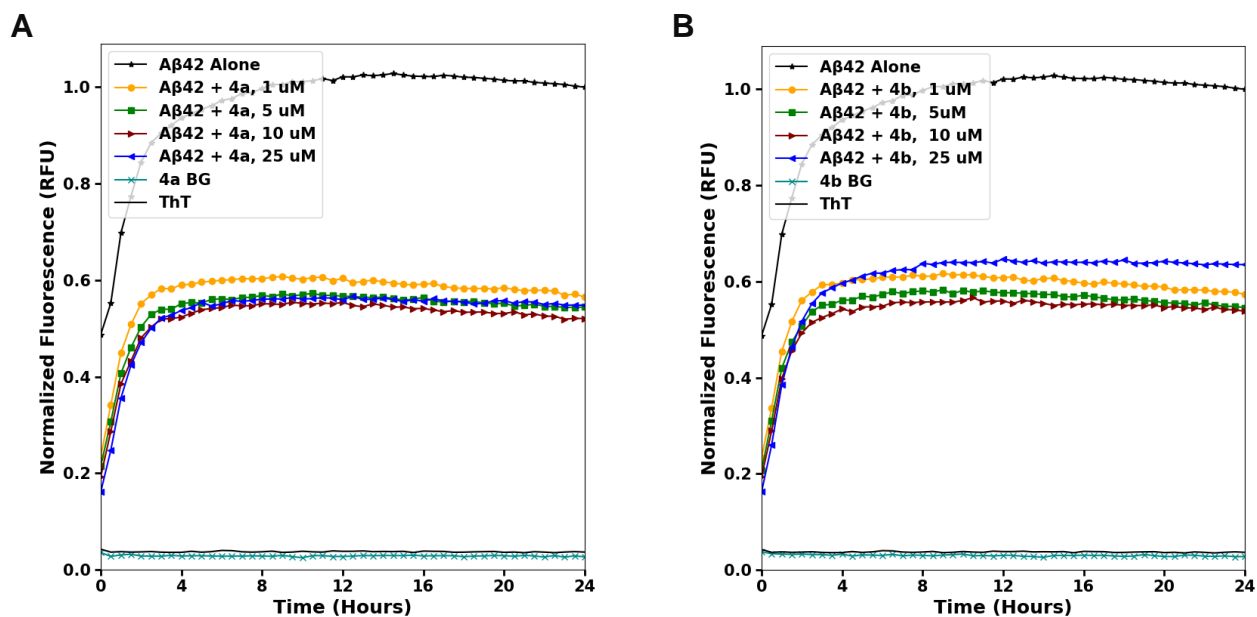 A
Normalized Fluorescence (RFU)
1.0
0.8
0.6
0.4
0.2
0.0
Aβ42 Alone
Aβ42 + 4a, 1 uM
Aβ42 + 4a, 5 uM
Aβ42 + 4a, 10 uM
Aβ42 + 4a, 25 uM
4a BG
ThT
0 4 8 12 16 20 24
Time (Hours)
B
Normalized Fluorescence (RFU)
1.0
0.8
0.6
0.4
0.2
0.0
Aβ42 Alone
Aβ42 + 4b, 1 uM
Aβ42 + 4b, 5uM
Aβ42 + 4b, 10 uM
Aβ42 + 4b, 25 uM
4b BG
ThT
0 4 8 12 16 20 24
Time (Hours)